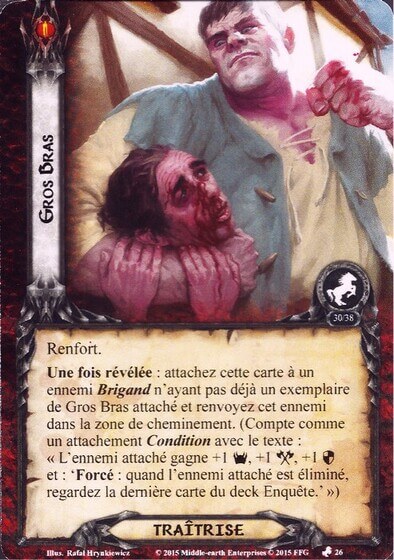 GROS BRAS
30/38
Renfort.
Une fois révélée : attachez cette carte à un
ennemi Brigand n'ayant pas déjà un exemplaire
de Gros Bras attaché et renvoyez cet ennemi
dans la zone de cheminement. (Compte comme
un attachement Condition avec le texte :
« L'ennemi attaché gagne +1 , +1 , +1
et : 'Forcé : quand l'ennemi attaché est éliminé,
regardez la dernière carte du deck Enquête.' »)
TRAÎTRISE
Illus. Rafał Hrynkiewicz © 2015 Middle-earth Enterprises © 2015 FFG 26